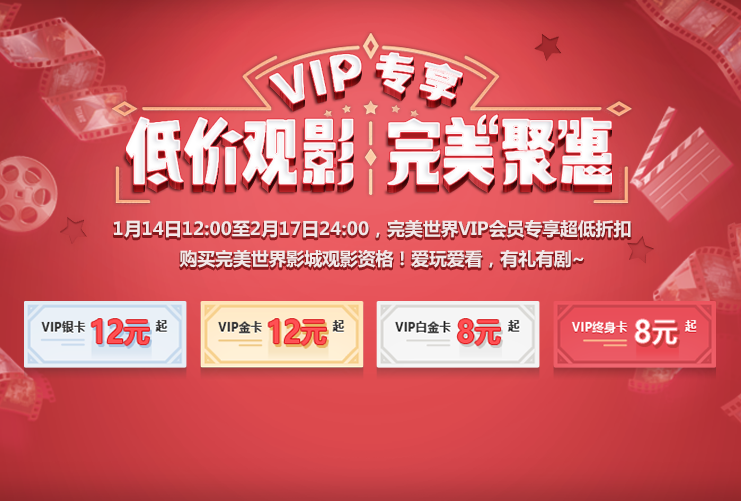 VIP专享
低价观影 完美“聚”惠
1月14日12:00至2月17日24:00，完美世界VIP会员专享超低折扣
购买完美世界影城观影资格！爱玩爱看，有礼有剧~
VIP银卡 12元 起
VIP金卡 12元 起
VIP白金卡 8元 起
VIP终身卡 8元 起